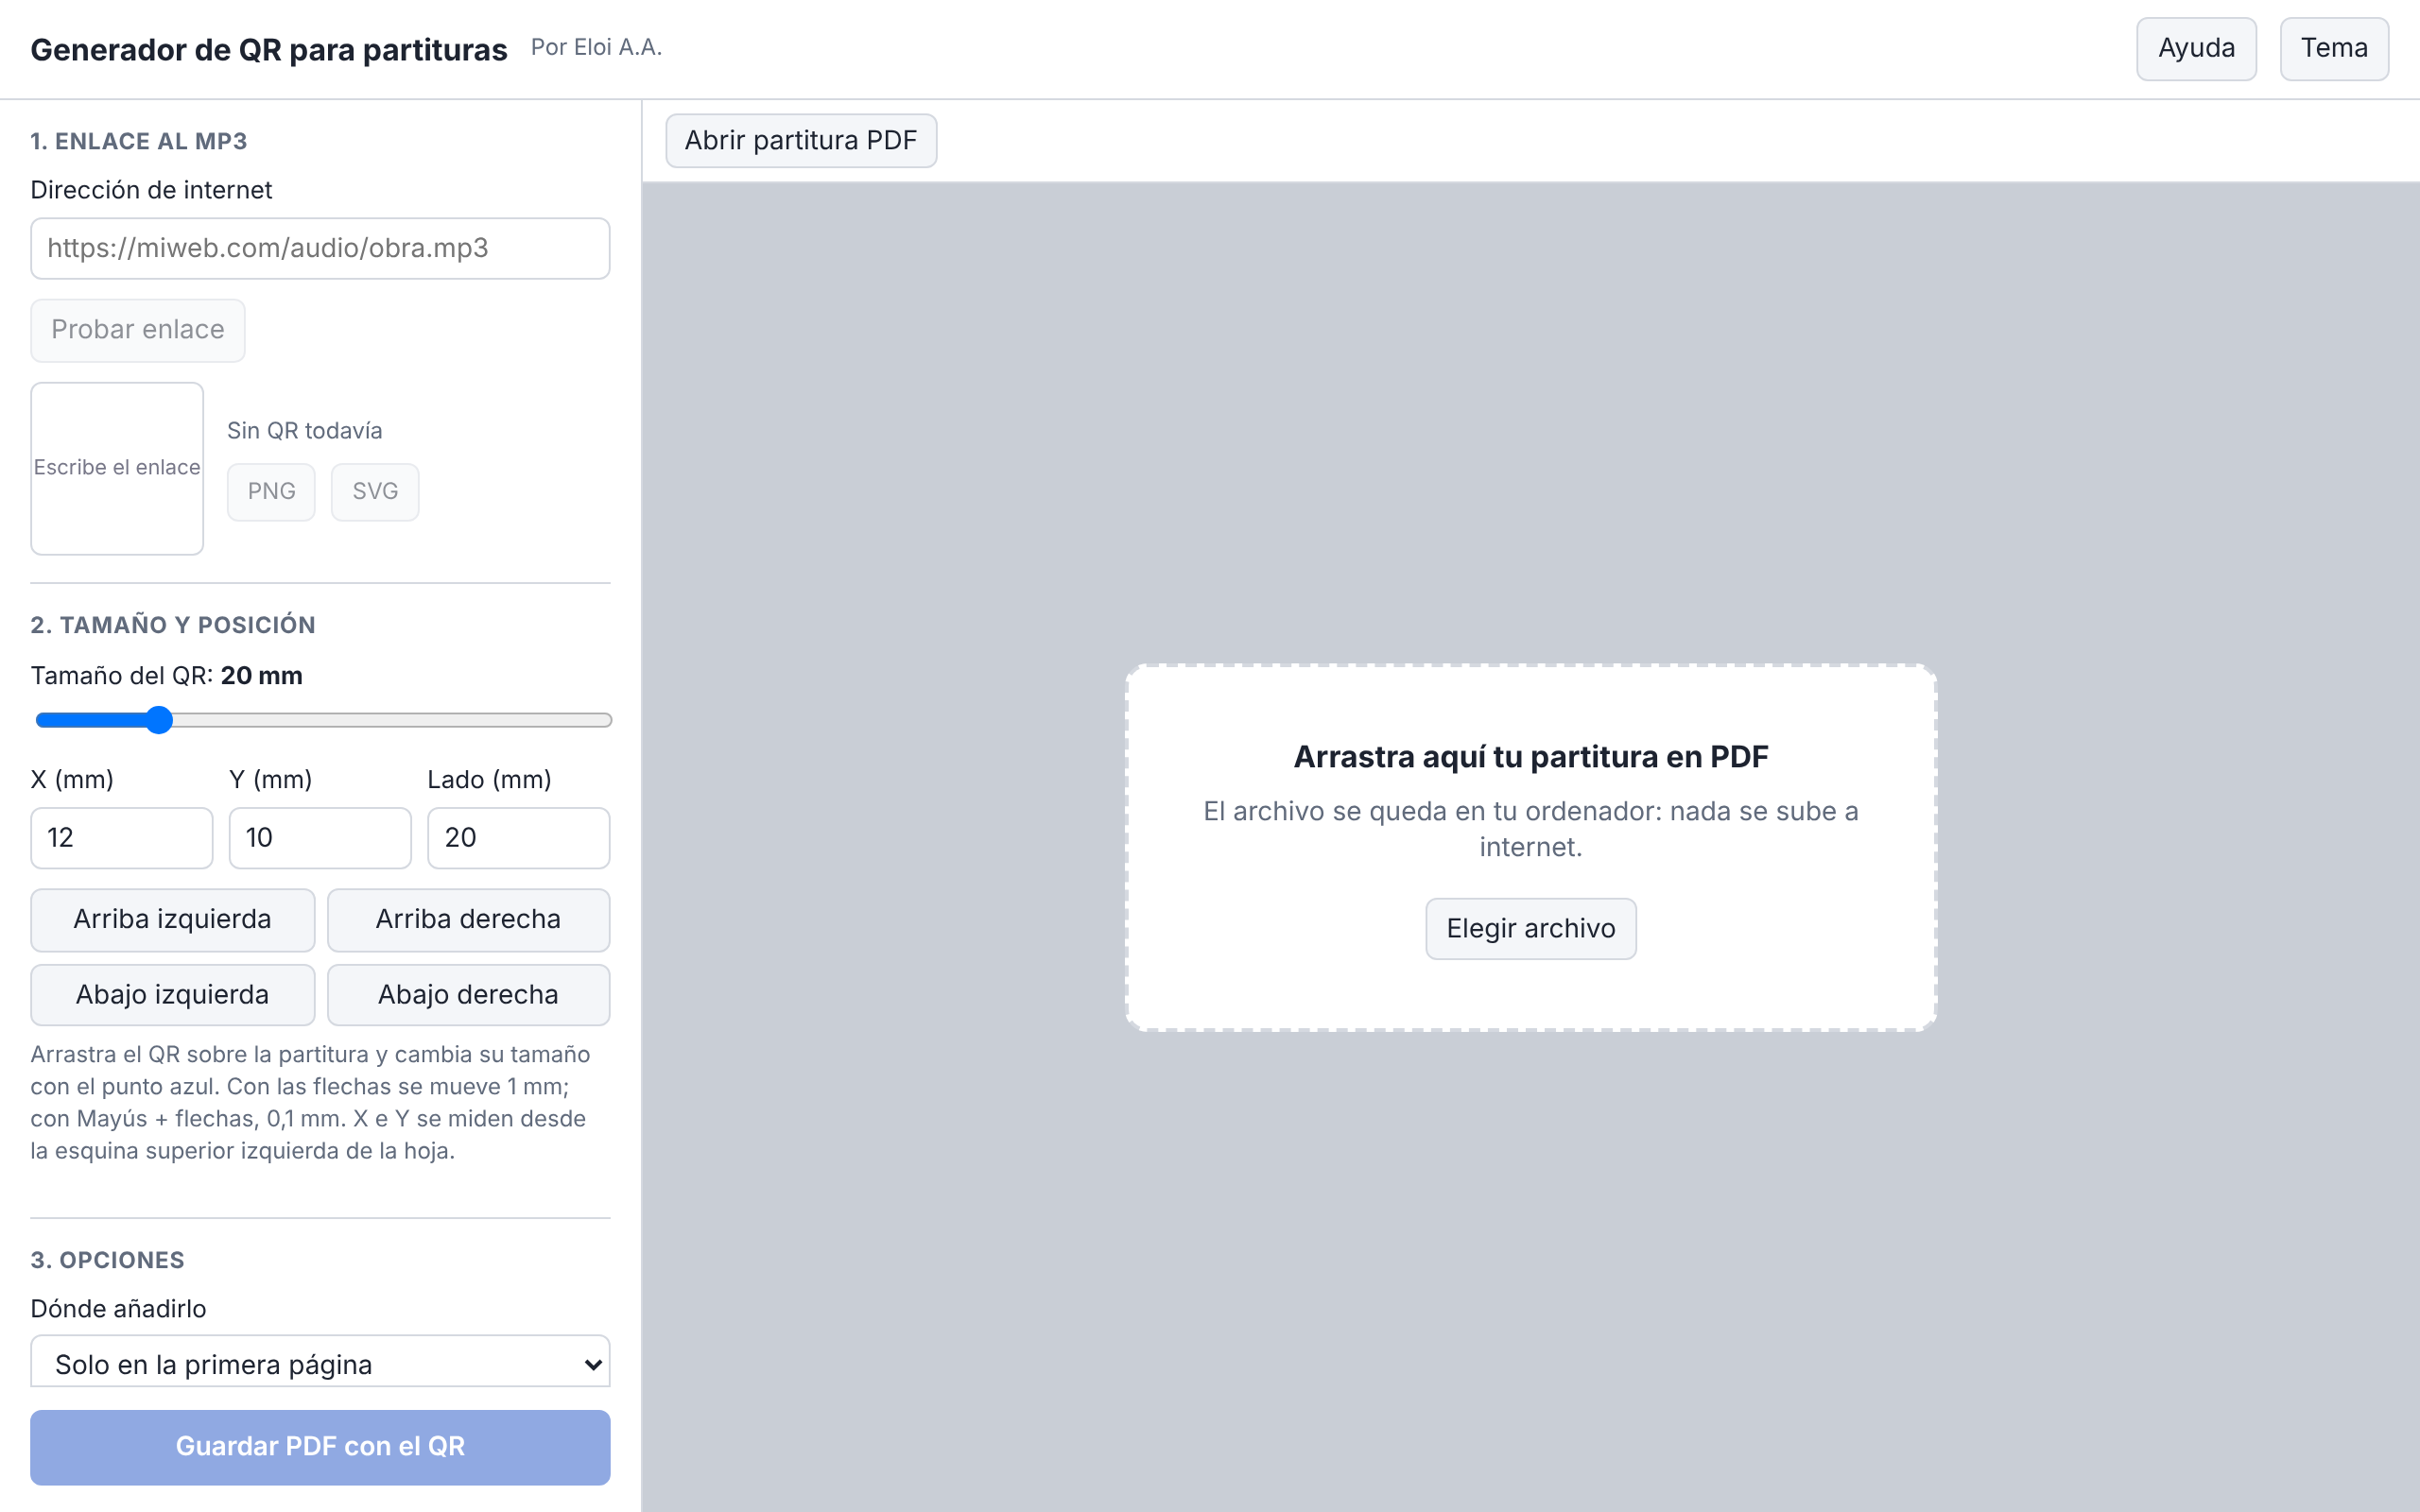 Generador de QR para partituras Por Eloi A.A.
Ayuda
Tema
1. ENLACE AL MP3
Dirección de internet
https://miweb.com/audio/obra.mp3
Probar enlace
Escribe el enlace
Sin QR todavía
PNG
SVG
2. TAMAÑO Y POSICIÓN
Tamaño del QR: 20 mm
X (mm)
Y (mm)
Lado (mm)
12
10
20
Arriba izquierda
Arriba derecha
Abajo izquierda
Abajo derecha
Arrastra el QR sobre la partitura y cambia su tamaño
con el punto azul. Con las flechas se mueve 1 mm;
con Mayús + flechas, 0,1 mm. X e Y se miden desde
la esquina superior izquierda de la hoja.
3. OPCIONES
Dónde añadirlo
Solo en la primera página
Guardar PDF con el QR
Abrir partitura PDF
Arrastra aquí tu partitura en PDF
El archivo se queda en tu ordenador: nada se sube a
internet.
Elegir archivo